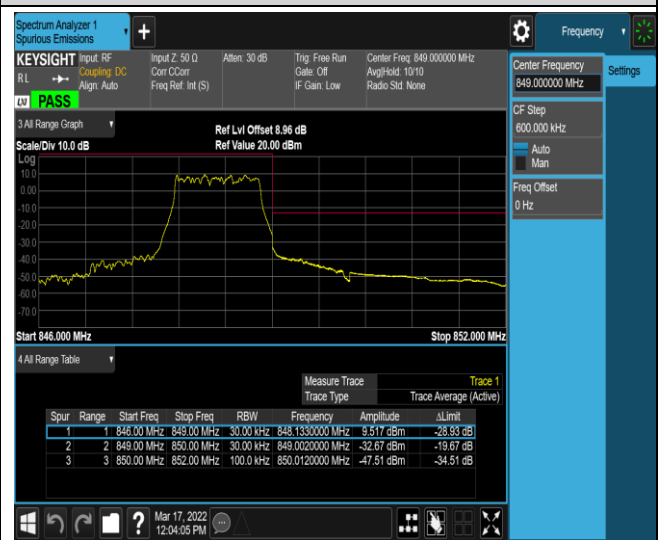 Spectrum Analyzer 1
Spurious Emissions
+
Frequency
KEYSIGHT
RL
Input: RF
Coupling: DC
Align: Auto
Input Z: 50 Ω
Corr CCorr
Freq Ref: Int (S)
Atten: 30 dB
Trig: Free Run
Gate: Off
IF Gain: Low
Center Freq: 849.000000 MHz
Avg|Hold: 10/10
Radio Std: None
LW PASS
Center Frequency
849.000000 MHz
Settings
CF Step
600.000 kHz
Auto
Man
Freq Offset
0 Hz
3 All Range Graph
Scale/Div 10.0 dB
Ref Lvl Offset 8.96 dB
Ref Value 20.00 dBm
Log
10.0
0.00
-10.0
-20.0
-30.0
-40.0
-50.0
-60.0
-70.0
Start 846.000 MHz
Stop 852.000 MHz
4 All Range Table
Measure Trace Trace 1
Trace Type Trace Average (Active)
Spur Range Start Freq Stop Freq RBW Frequency Amplitude ΔLimit
1 1 846.00 MHz 849.00 MHz 30.00 kHz 848.1330000 MHz 9.517 dBm -28.93 dB
2 2 849.00 MHz 850.00 MHz 30.00 kHz 849.0020000 MHz -32.67 dBm -19.67 dB
3 3 850.00 MHz 852.00 MHz 100.0 kHz 850.0120000 MHz -47.51 dBm -34.51 dB
?
Mar 17, 2022
12:04:05 PM